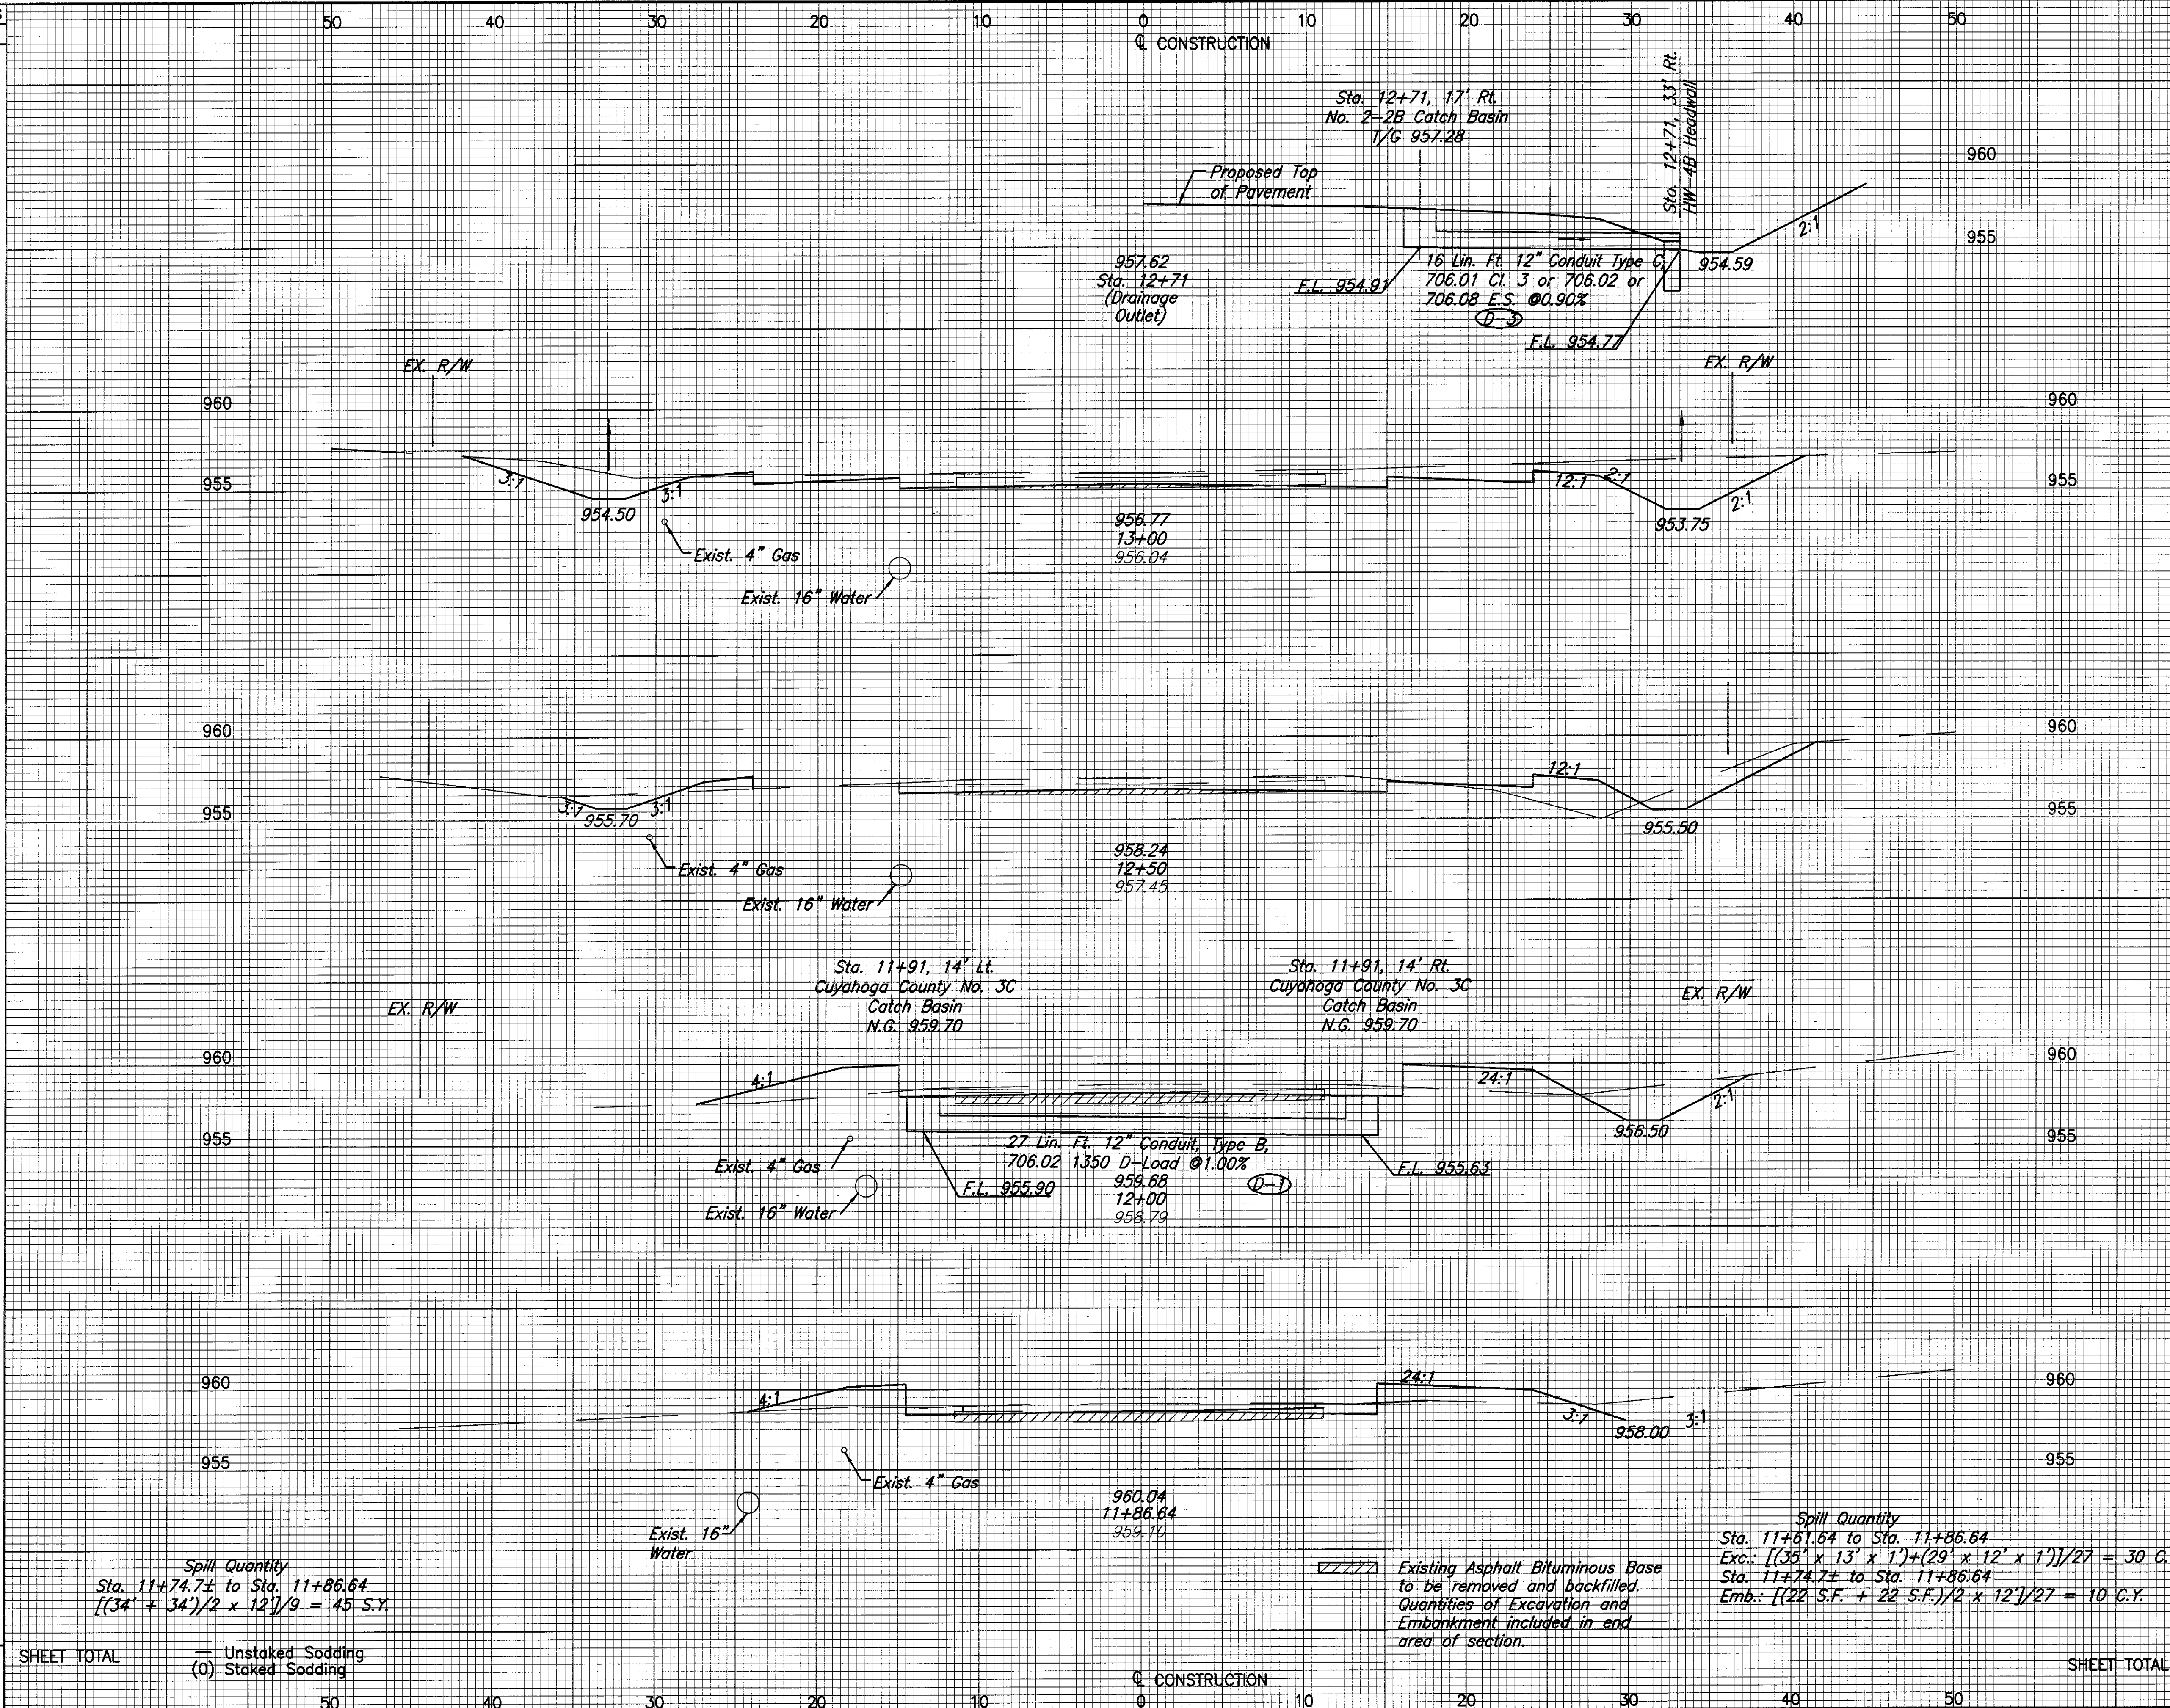 50 40 30 20 10 0 10 20 30 40 50
℄ CONSTRUCTION
Sta. 12+71, 17' Rt.
No. 2-2B Catch Basin
T/G 957.28
Sta. 12+71, 33' Rt.
HW-4B Headwall
960
Proposed Top
of Pavement
2:1
955
957.62
Sta. 12+71
(Drainage
Outlet)
F.L. 954.91
16 Lin. Ft. 12" Conduit Type C,
706.01 Cl. 3 or 706.02 or
706.08 E.S. @0.90%
D-3
954.59
F.L. 954.77
EX. R/W
EX. R/W
960
960
955
955
3:1
3:1
12:1
2:1
2:1
954.50
953.75
956.77
13+00
956.04
Exist. 4" Gas
Exist. 16" Water
960
960
955
955
12:1
3:1
955.70
3:1
955.50
958.24
12+50
957.45
Exist. 4" Gas
Exist. 16" Water
Sta. 11+91, 14' Lt.
Cuyahoga County No. 3C
Catch Basin
N.G. 959.70
Sta. 11+91, 14' Rt.
Cuyahoga County No. 3C
Catch Basin
N.G. 959.70
EX. R/W
EX. R/W
960
960
4:1
24:1
2:1
956.50
955
955
27 Lin. Ft. 12" Conduit, Type B,
706.02 1350 D-Load @1.00%
959.68
12+00
958.79
D-1
Exist. 4" Gas
Exist. 16" Water
F.L. 955.90
F.L. 955.63
960
960
4:1
24:1
3:1
958.00
3:1
955
955
Exist. 4" Gas
960.04
11+86.64
959.10
Exist. 16"
Water
Spill Quantity
Sta. 11+74.7± to Sta. 11+86.64
[(34' + 34')/2 x 12']/9 = 45 S.Y.
Existing Asphalt Bituminous Base
to be removed and backfilled.
Quantities of Excavation and
Embankment included in end
area of section.
Spill Quantity
Sta. 11+61.64 to Sta. 11+86.64
Exc.: [(35' x 13' x 1')+(29' x 12' x 1')]/27 = 30 C.
Sta. 11+74.7± to Sta. 11+86.64
Emb.: [(22 S.F. + 22 S.F.)/2 x 12']/27 = 10 C.Y.
SHEET TOTAL
— Unstaked Sodding
(0) Staked Sodding
SHEET TOTAL
℄ CONSTRUCTION
50 40 30 20 10 0 10 20 30 40 50